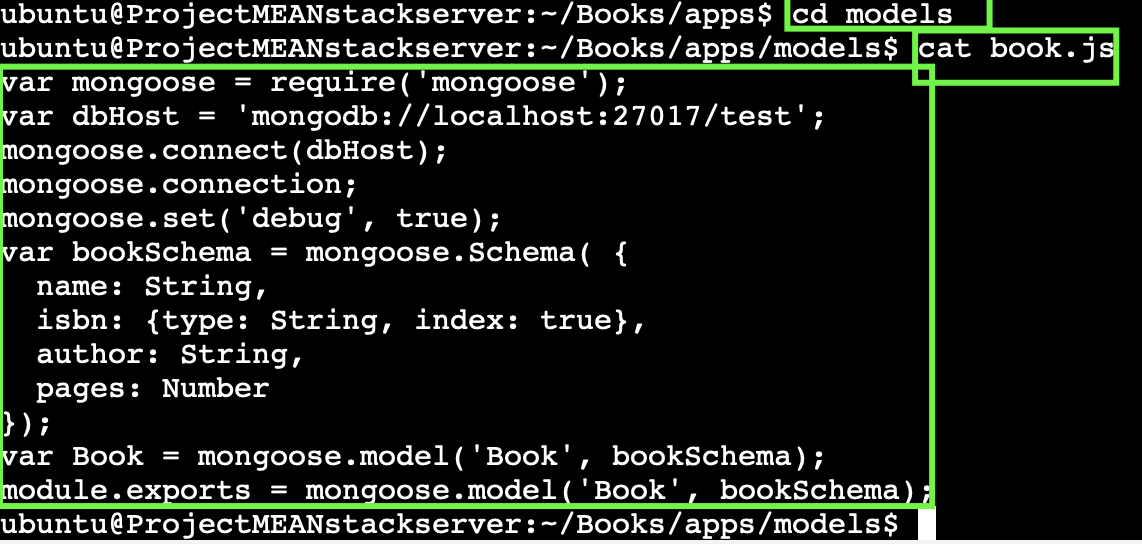 ubuntu@ProjectMEANstackserver:~/Books/apps$ cd models
ubuntu@ProjectMEANstackserver:~/Books/apps/models$ cat book.js
var mongoose = require('mongoose');
var dbHost = 'mongodb://localhost:27017/test';
mongoose.connect(dbHost);
mongoose.connection;
mongoose.set('debug', true);
var bookSchema = mongoose.Schema( {
  name: String,
  isbn: {type: String, index: true},
  author: String,
  pages: Number
});
var Book = mongoose.model('Book', bookSchema);
module.exports = mongoose.model('Book', bookSchema);
ubuntu@ProjectMEANstackserver:~/Books/apps/models$